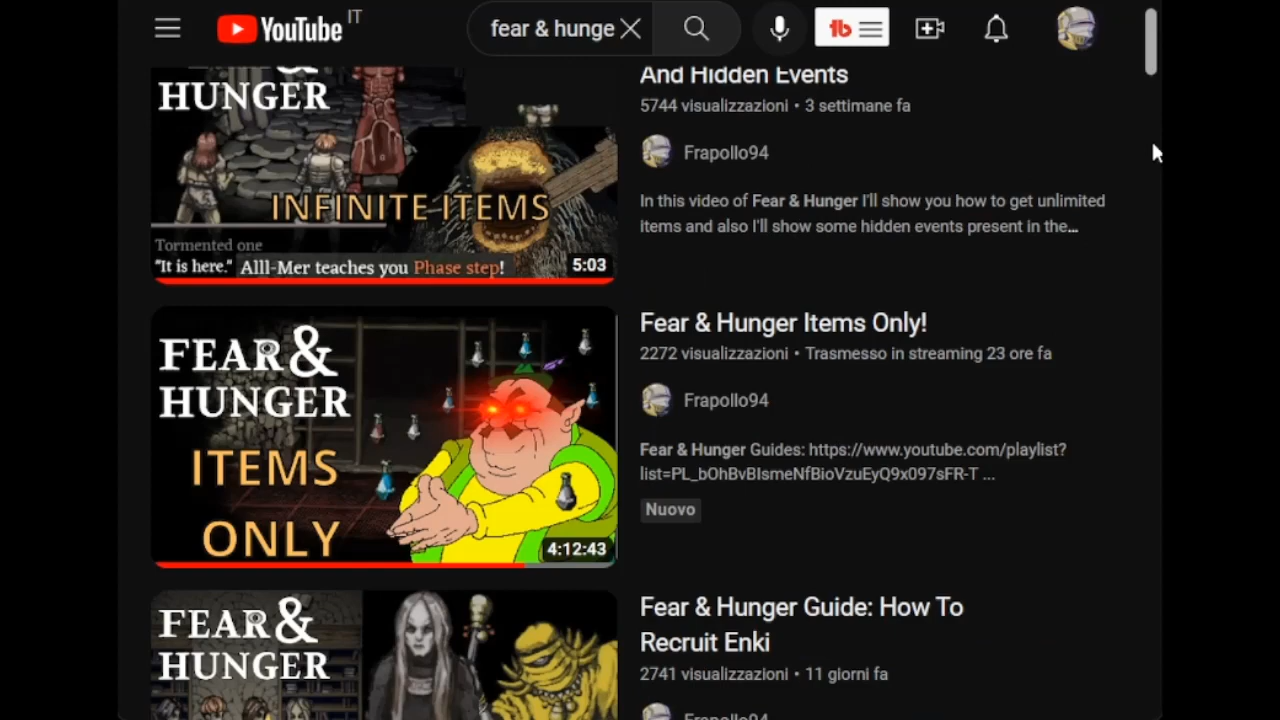 YouTube IT
fear & hunge
HUNGER
INFINITE ITEMS
Tormented one
"It is here." Alll-Mer teaches you Phase step!
5:03
And Hidden Events
5744 visualizzazioni • 3 settimane fa
Frapollo94
In this video of Fear & Hunger I'll show you how to get unlimited
items and also I'll show some hidden events present in the...
FEAR &
HUNGER
ITEMS
ONLY
4:12:43
Fear & Hunger Items Only!
2272 visualizzazioni • Trasmesso in streaming 23 ore fa
Frapollo94
Fear & Hunger Guides: https://www.youtube.com/playlist?
list=PL_bOhBvBIsmeNfBioVzuEyQ9x097sFR-T ...
Nuovo
FEAR &
HUNGER
Fear & Hunger Guide: How To
Recruit Enki
2741 visualizzazioni • 11 giorni fa
Frapollo94